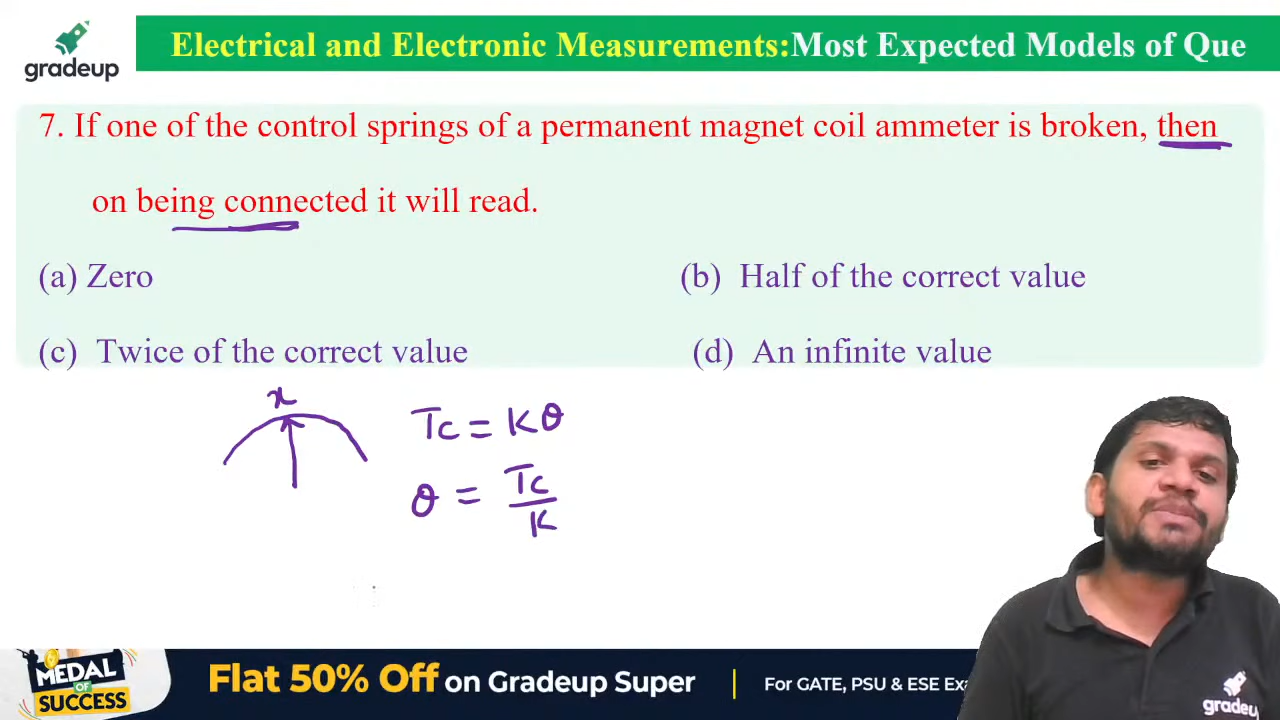 gradeup
Electrical and Electronic Measurements:Most Expected Models of Que
7. If one of the control springs of a permanent magnet coil ammeter is broken, then
on being connected it will read.
(a) Zero
(b) Half of the correct value
(c) Twice of the correct value
(d) An infinite value
x
Tc = Kθ
θ = Tc/K
gradeup
MEDAL
OF
SUCCESS
Flat 50% Off on Gradeup Super
For GATE, PSU & ESE Exa